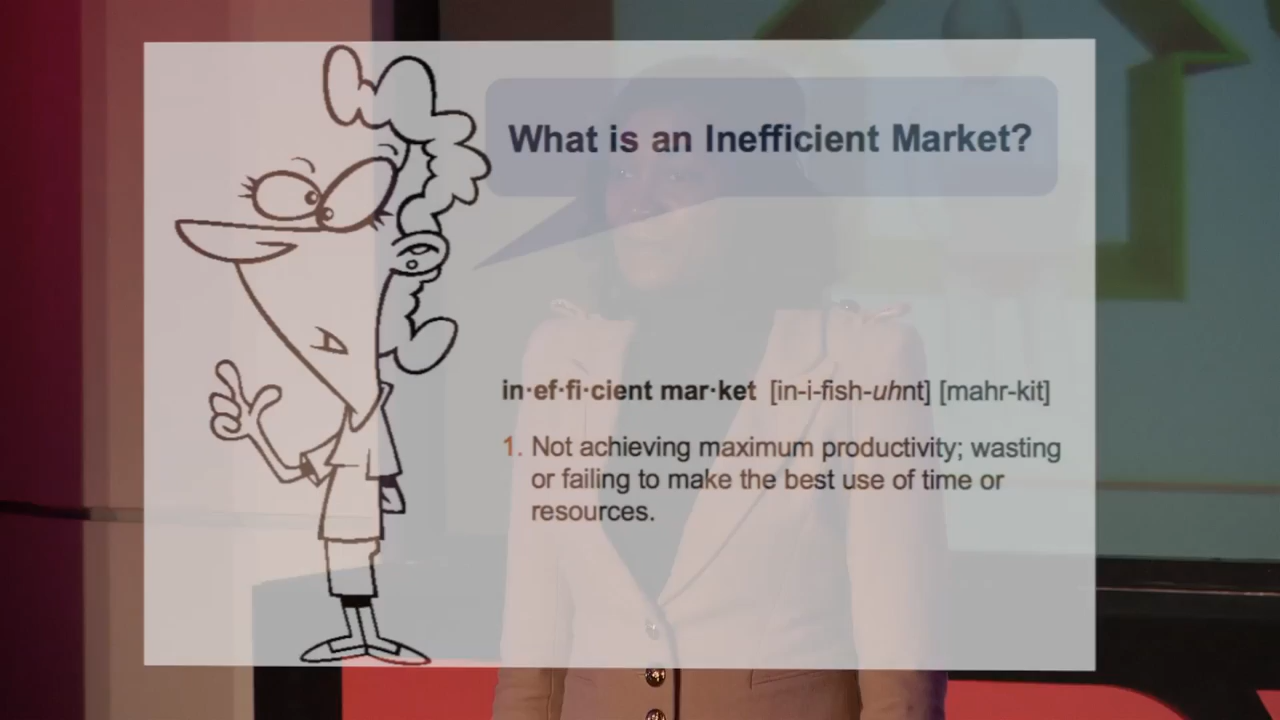 What is an Inefficient Market?
in·ef·fi·cient mar·ket [in-i-fish-uhnt] [mahr-kit]
1. Not achieving maximum productivity; wasting
or failing to make the best use of time or
resources.